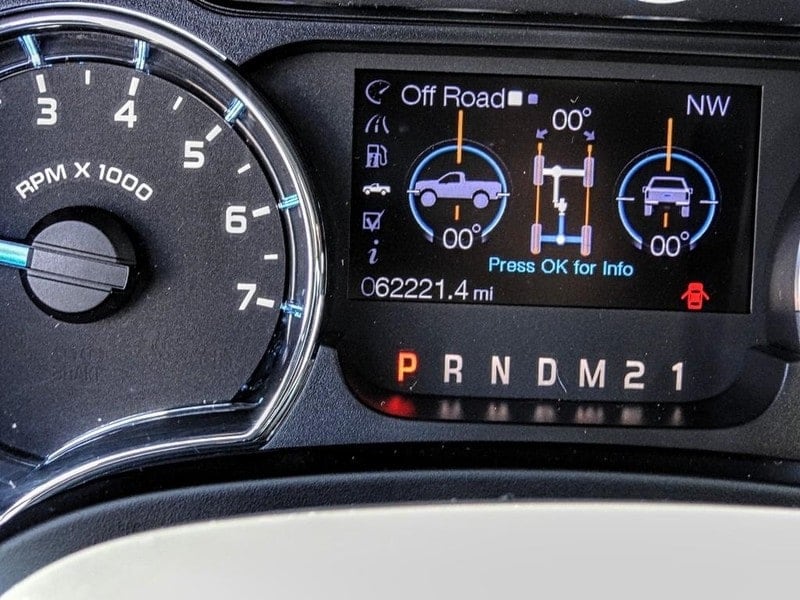 3 4 5 6 7
RPM X 1000
Off Road
NW
00°
00°
00°
Press OK for Info
062221.4 mi
P R N D M 2 1